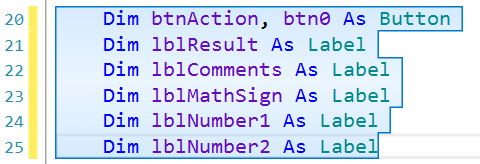 20 Dim btnAction, btn0 As Button
21 Dim lblResult As Label
22 Dim lblComments As Label
23 Dim lblMathSign As Label
24 Dim lblNumber1 As Label
25 Dim lblNumber2 As Label